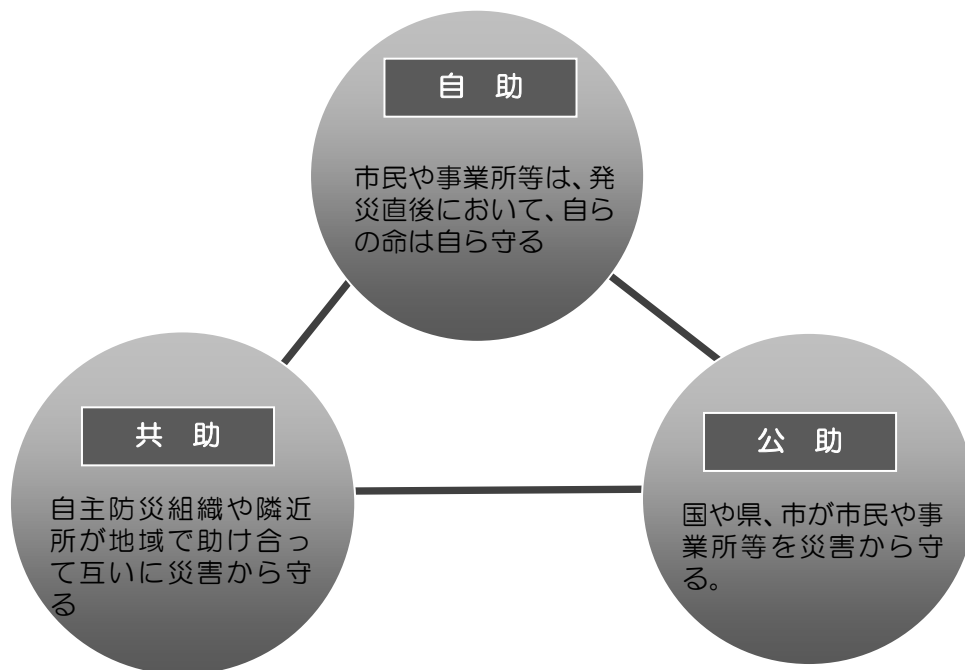 自　助
市民や事業所等は、発
災直後において、自ら
の命は自ら守る
共　助
自主防災組織や隣近
所が地域で助け合っ
て互いに災害から守
る
公　助
国や県、市が市民や事
業所等を災害から守
る。